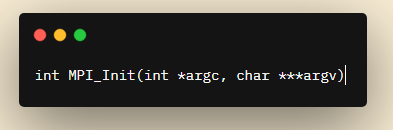 int MPI_Init(int *argc, char ***argv)